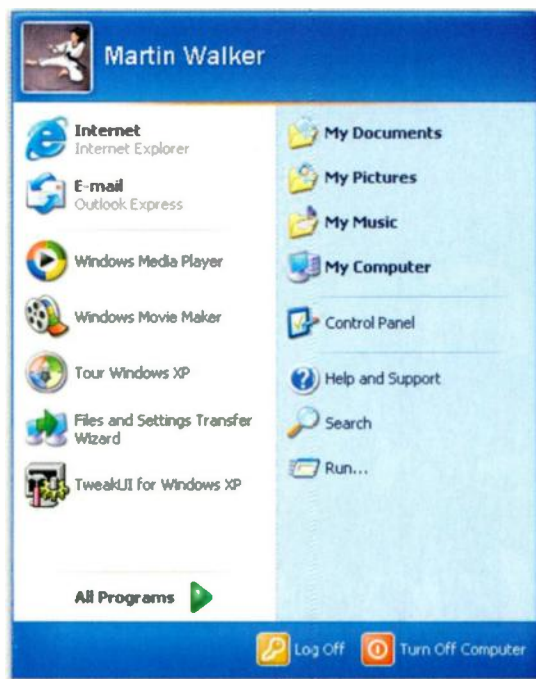 Martin Walker
Internet
Internet Explorer
E-mail
Outlook Express
Windows Media Player
Windows Movie Maker
Tour Windows XP
Files and Settings Transfer
Wizard
TweakUI for Windows XP
All Programs
My Documents
My Pictures
My Music
My Computer
Control Panel
Help and Support
Search
Run...
Log Off
Turn Off Computer